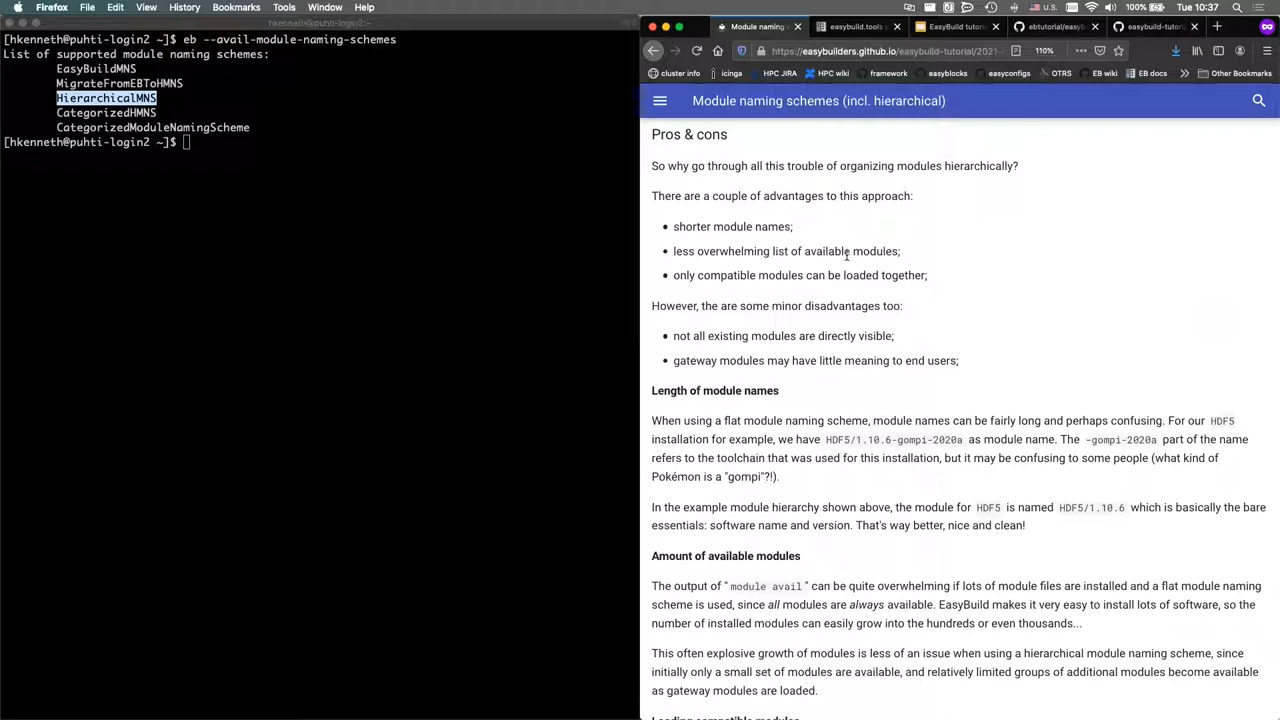 Firefox File Edit View History Bookmarks Tools Window Help
100% Tue 10:37
hkenneth@puhti-login2:~
[hkenneth@puhti-login2 ~]$ eb --avail-module-naming-schemes
List of supported module naming schemes:
EasyBuildMNS
MigrateFromEBToHMNS
HierarchicalMNS
CategorizedHMNS
CategorizedModuleNamingScheme
[hkenneth@puhti-login2 ~]$
Module naming
easybuild.tools
EasyBuild tutori
ebtutorial/easyb
easybuild-tutor
https://easybuilders.github.io/easybuild-tutorial/2021-
110%
cluster info icinga HPC JIRA HPC wiki framework easyblocks easyconfigs OTRS EB wiki EB docs Other Bookmarks
Module naming schemes (incl. hierarchical)
Pros & cons
So why go through all this trouble of organizing modules hierarchically?
There are a couple of advantages to this approach:
• shorter module names;
• less overwhelming list of available modules;
• only compatible modules can be loaded together;
However, the are some minor disadvantages too:
• not all existing modules are directly visible;
• gateway modules may have little meaning to end users;
Length of module names
When using a flat module naming scheme, module names can be fairly long and perhaps confusing. For our HDF5
installation for example, we have HDF5/1.10.6-gompi-2020a as module name. The -gompi-2020a part of the name
refers to the toolchain that was used for this installation, but it may be confusing to some people (what kind of
Pokémon is a "gompi"?!).
In the example module hierarchy shown above, the module for HDF5 is named HDF5/1.10.6 which is basically the bare
essentials: software name and version. That's way better, nice and clean!
Amount of available modules
The output of "module avail" can be quite overwhelming if lots of module files are installed and a flat module naming
scheme is used, since all modules are always available. EasyBuild makes it very easy to install lots of software, so the
number of installed modules can easily grow into the hundreds or even thousands...
This often explosive growth of modules is less of an issue when using a hierarchical module naming scheme, since
initially only a small set of modules are available, and relatively limited groups of additional modules become available
as gateway modules are loaded.
Loading compatible modules